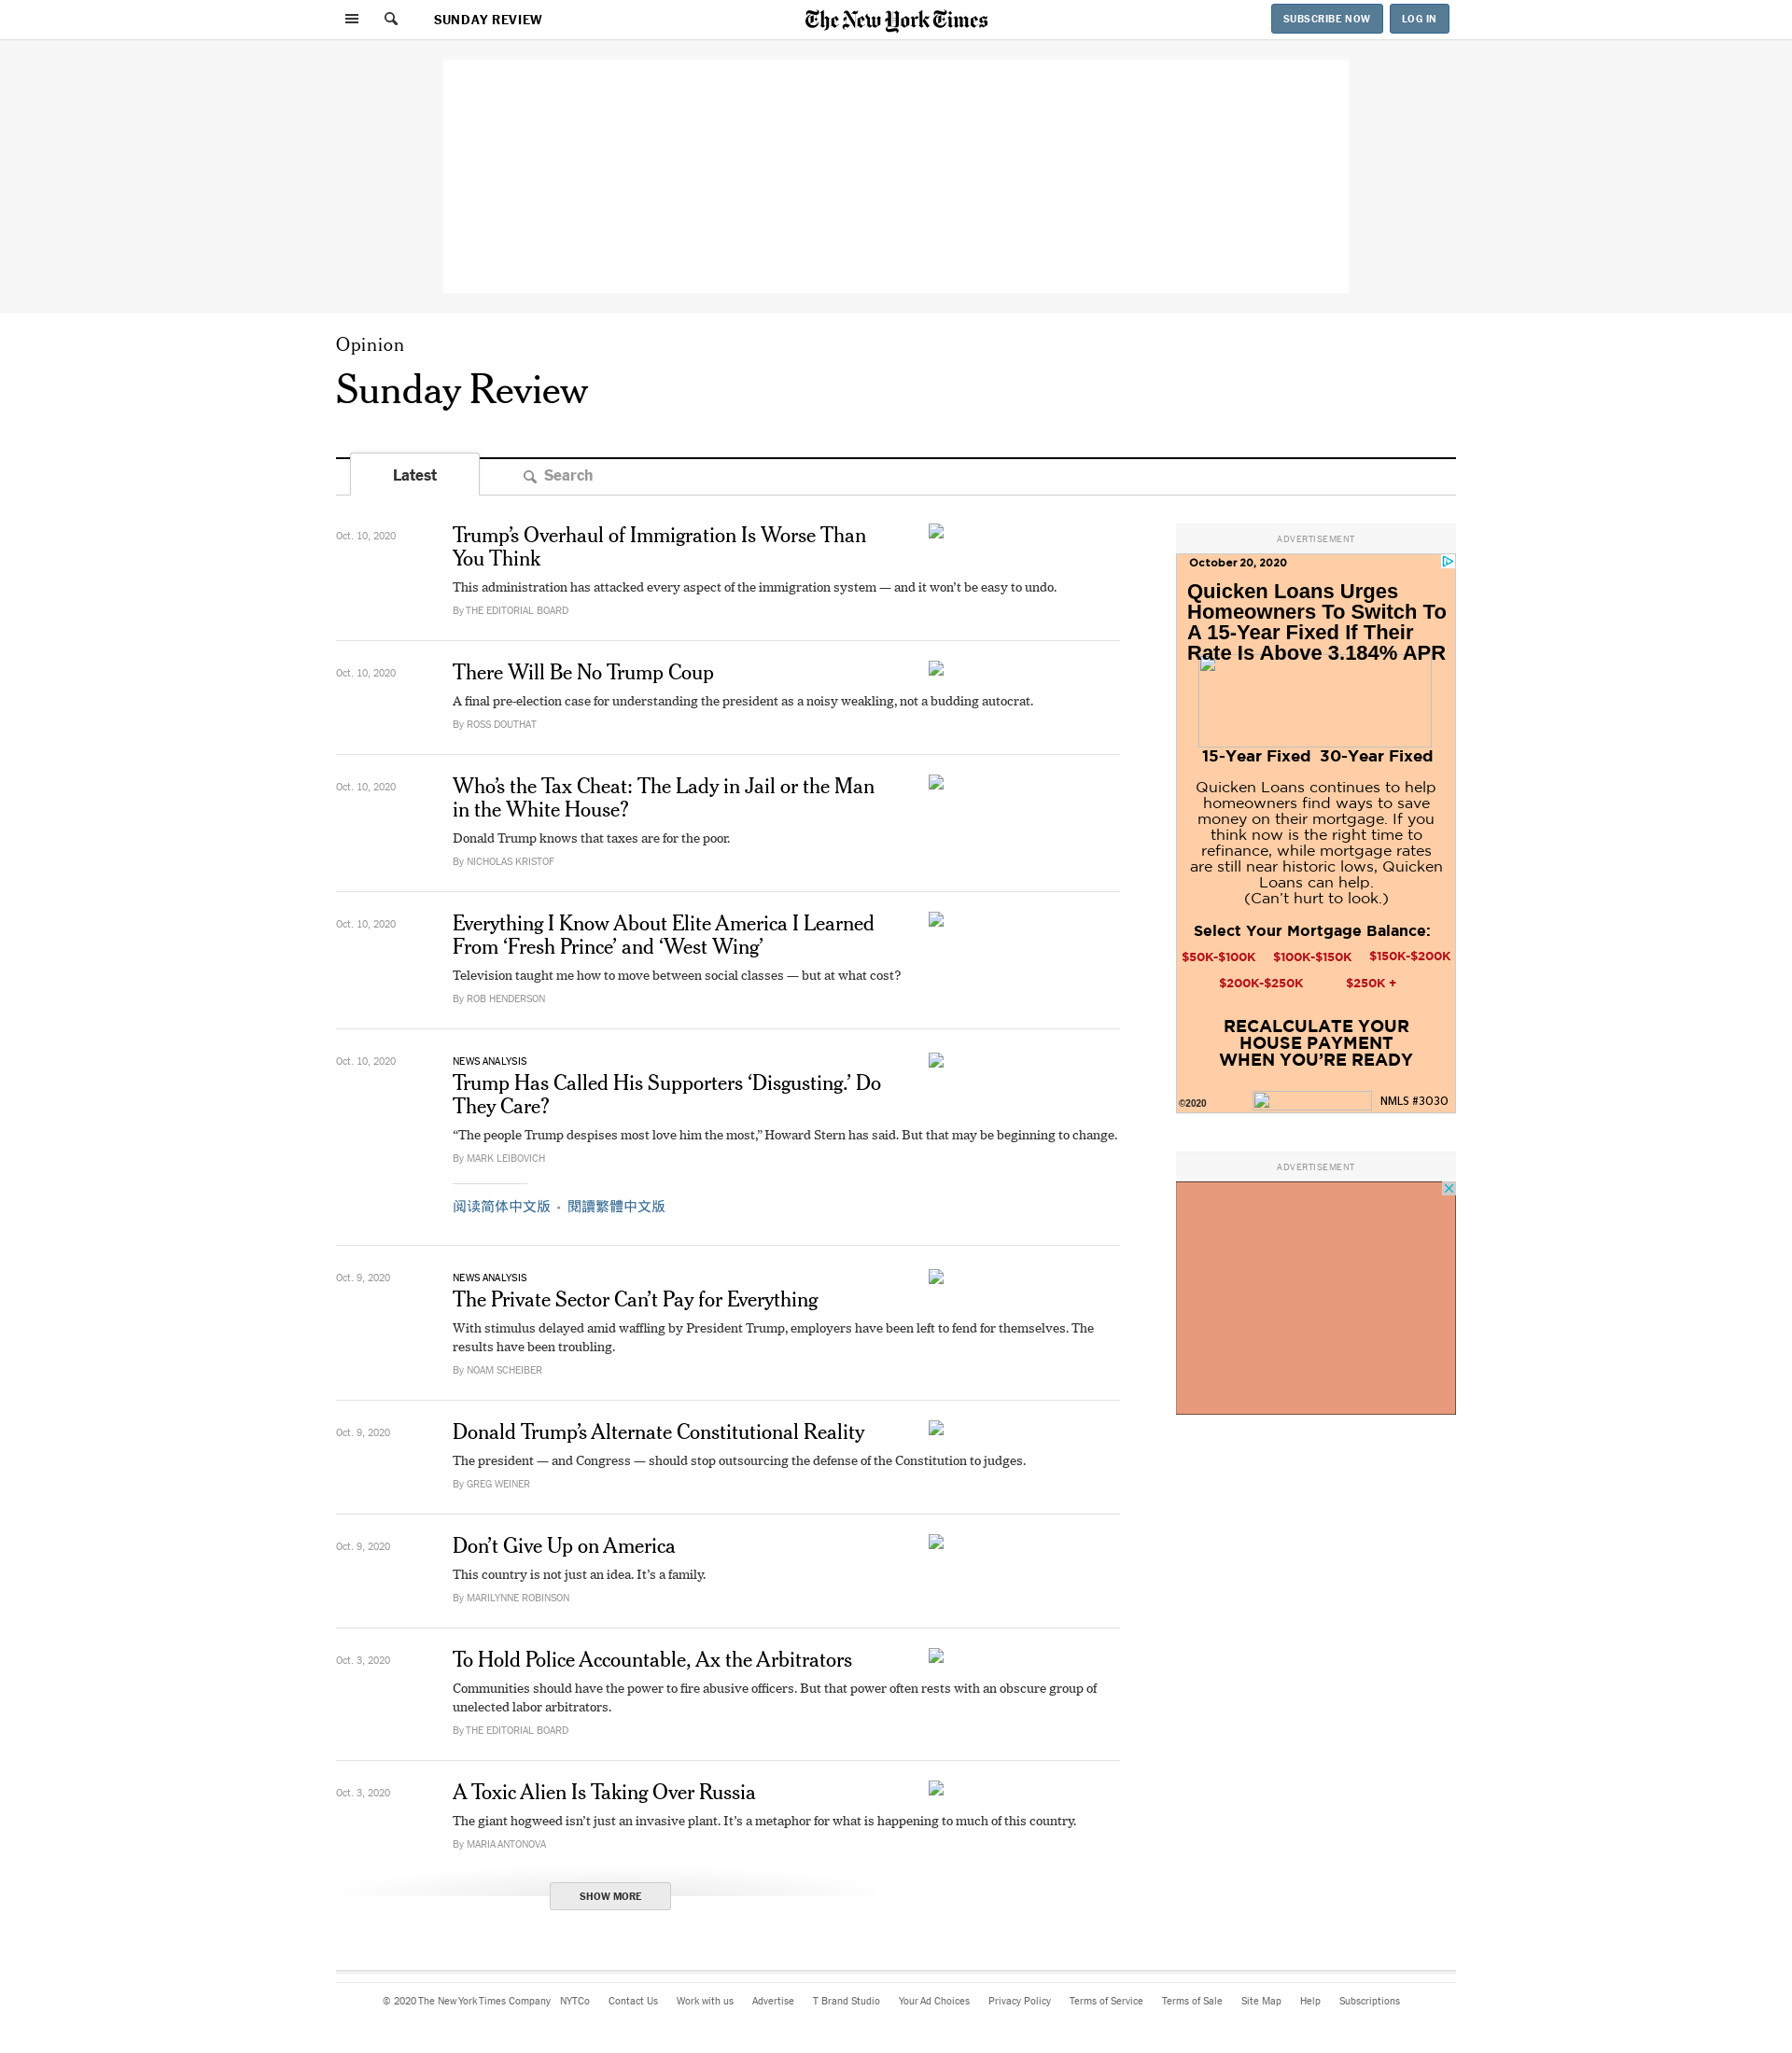 SUNDAY REVIEW
The New York Times
SUBSCRIBE NOW
LOG IN
Opinion
Sunday Review
Latest
Search
Oct. 10, 2020
Trump’s Overhaul of Immigration Is Worse Than
You Think
This administration has attacked every aspect of the immigration system — and it won’t be easy to undo.
By THE EDITORIAL BOARD
Oct. 10, 2020
There Will Be No Trump Coup
A final pre-election case for understanding the president as a noisy weakling, not a budding autocrat.
By ROSS DOUTHAT
Oct. 10, 2020
Who’s the Tax Cheat: The Lady in Jail or the Man
in the White House?
Donald Trump knows that taxes are for the poor.
By NICHOLAS KRISTOF
Oct. 10, 2020
Everything I Know About Elite America I Learned
From ‘Fresh Prince’ and ‘West Wing’
Television taught me how to move between social classes — but at what cost?
By ROB HENDERSON
Oct. 10, 2020
NEWS ANALYSIS
Trump Has Called His Supporters ‘Disgusting.’ Do
They Care?
“The people Trump despises most love him the most,” Howard Stern has said. But that may be beginning to change.
By MARK LEIBOVICH
阅读简体中文版 • 閱讀繁體中文版
Oct. 9, 2020
NEWS ANALYSIS
The Private Sector Can’t Pay for Everything
With stimulus delayed amid waffling by President Trump, employers have been left to fend for themselves. The
results have been troubling.
By NOAM SCHEIBER
Oct. 9, 2020
Donald Trump’s Alternate Constitutional Reality
The president — and Congress — should stop outsourcing the defense of the Constitution to judges.
By GREG WEINER
Oct. 9, 2020
Don’t Give Up on America
This country is not just an idea. It’s a family.
By MARILYNNE ROBINSON
Oct. 3, 2020
To Hold Police Accountable, Ax the Arbitrators
Communities should have the power to fire abusive officers. But that power often rests with an obscure group of
unelected labor arbitrators.
By THE EDITORIAL BOARD
Oct. 3, 2020
A Toxic Alien Is Taking Over Russia
The giant hogweed isn’t just an invasive plant. It’s a metaphor for what is happening to much of this country.
By MARIA ANTONOVA
SHOW MORE
ADVERTISEMENT
October 20, 2020
Quicken Loans Urges
Homeowners To Switch To
A 15-Year Fixed If Their
Rate Is Above 3.184% APR
15-Year Fixed 30-Year Fixed
Quicken Loans continues to help
homeowners find ways to save
money on their mortgage. If you
think now is the right time to
refinance, while mortgage rates
are still near historic lows, Quicken
Loans can help.
(Can’t hurt to look.)
Select Your Mortgage Balance:
$50K-$100K $100K-$150K $150K-$200K
$200K-$250K $250K +
RECALCULATE YOUR
HOUSE PAYMENT
WHEN YOU’RE READY
©2020 NMLS #3030
ADVERTISEMENT
© 2020 The New York Times Company NYTCo Contact Us Work with us Advertise T Brand Studio Your Ad Choices Privacy Policy Terms of Service Terms of Sale Site Map Help Subscriptions